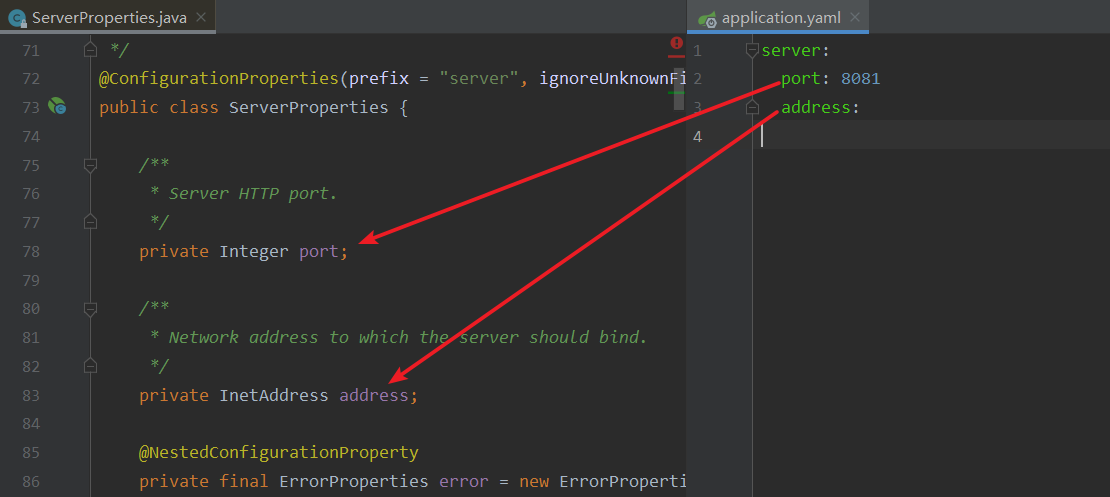 ServerProperties.java
71 */
72 @ConfigurationProperties(prefix = "server", ignoreUnknownFi
73 public class ServerProperties {
74
75 /**
76 * Server HTTP port.
77 */
78 private Integer port;
79
80 /**
81 * Network address to which the server should bind.
82 */
83 private InetAddress address;
84
85 @NestedConfigurationProperty
86 private final ErrorProperties error = new ErrorProperti
application.yaml
1 server:
2 port: 8081
3 address:
4